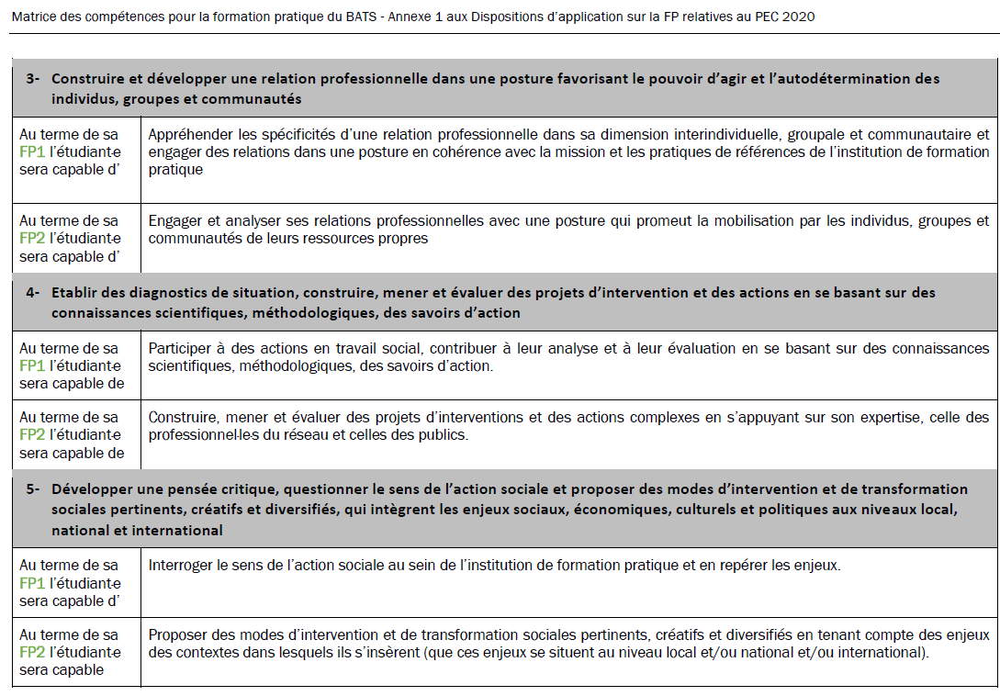 Matrice des compétences pour la formation pratique du BATS - Annexe 1 aux Dispositions d’application sur la FP relatives au PEC 2020
3- Construire et développer une relation professionnelle dans une posture favorisant le pouvoir d’agir et l’autodétermination des
individus, groupes et communautés
Au terme de sa
FP1 l’étudiant·e
sera capable d’
Appréhender les spécificités d’une relation professionnelle dans sa dimension interindividuelle, groupale et communautaire et
engager des relations dans une posture en cohérence avec la mission et les pratiques de références de l’institution de formation
pratique
Au terme de sa
FP2 l’étudiant·e
sera capable d’
Engager et analyser ses relations professionnelles avec une posture qui promeut la mobilisation par les individus, groupes et
communautés de leurs ressources propres
4- Etablir des diagnostics de situation, construire, mener et évaluer des projets d’intervention et des actions en se basant sur des
connaissances scientifiques, méthodologiques, des savoirs d’action
Au terme de sa
FP1 l’étudiant·e
sera capable de
Participer à des actions en travail social, contribuer à leur analyse et à leur évaluation en se basant sur des connaissances
scientifiques, méthodologiques, des savoirs d’action.
Au terme de sa
FP2 l’étudiant·e
sera capable de
Construire, mener et évaluer des projets d’interventions et des actions complexes en s’appuyant sur son expertise, celle des
professionnel·les du réseau et celles des publics.
5- Développer une pensée critique, questionner le sens de l’action sociale et proposer des modes d’intervention et de transformation
sociales pertinents, créatifs et diversifiés, qui intègrent les enjeux sociaux, économiques, culturels et politiques aux niveaux local,
national et international
Au terme de sa
FP1 l’étudiant·e
sera capable d’
Interroger le sens de l’action sociale au sein de l’institution de formation pratique et en repérer les enjeux.
Au terme de sa
FP2 l’étudiant·e
sera capable
Proposer des modes d’intervention et de transformation sociales pertinents, créatifs et diversifiés en tenant compte des enjeux
des contextes dans lesquels ils s’insèrent (que ces enjeux se situent au niveau local et/ou national et/ou international).